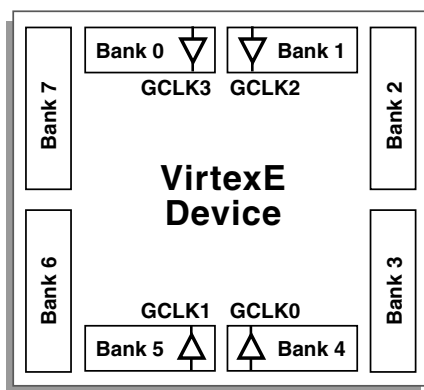 Bank 0
Bank 1
GCLK3
GCLK2
Bank 7
Bank 2
VirtexE
Device
Bank 6
Bank 3
GCLK1
GCLK0
Bank 5
Bank 4